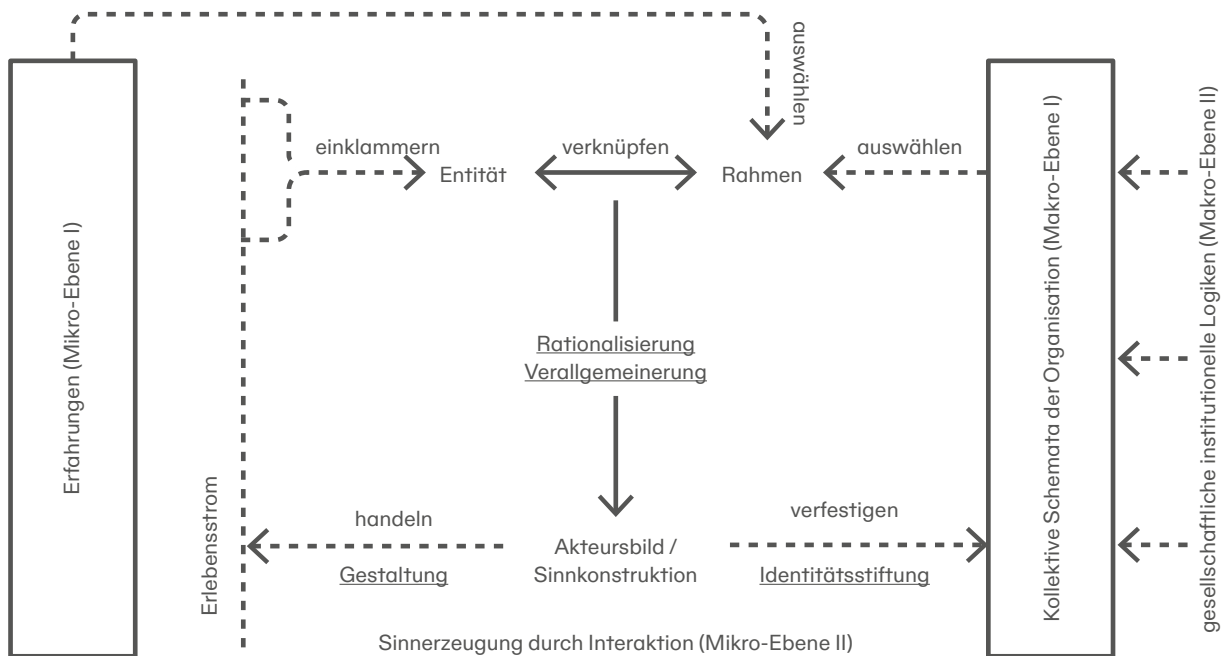 auswählen
einklammern
verknüpfen
auswählen
Entität
Rahmen
Erfahrungen (Mikro-Ebene I)
Kollektive Schemata der Organisation (Makro-Ebene I)
gesellschaftliche institutionelle Logiken (Makro-Ebene II)
Rationalisierung
Verallgemeinerung
Erlebensstrom
handeln
Gestaltung
Akteursbild /
Sinnkonstruktion
verfestigen
Identitätsstiftung
Sinnerzeugung durch Interaktion (Mikro-Ebene II)